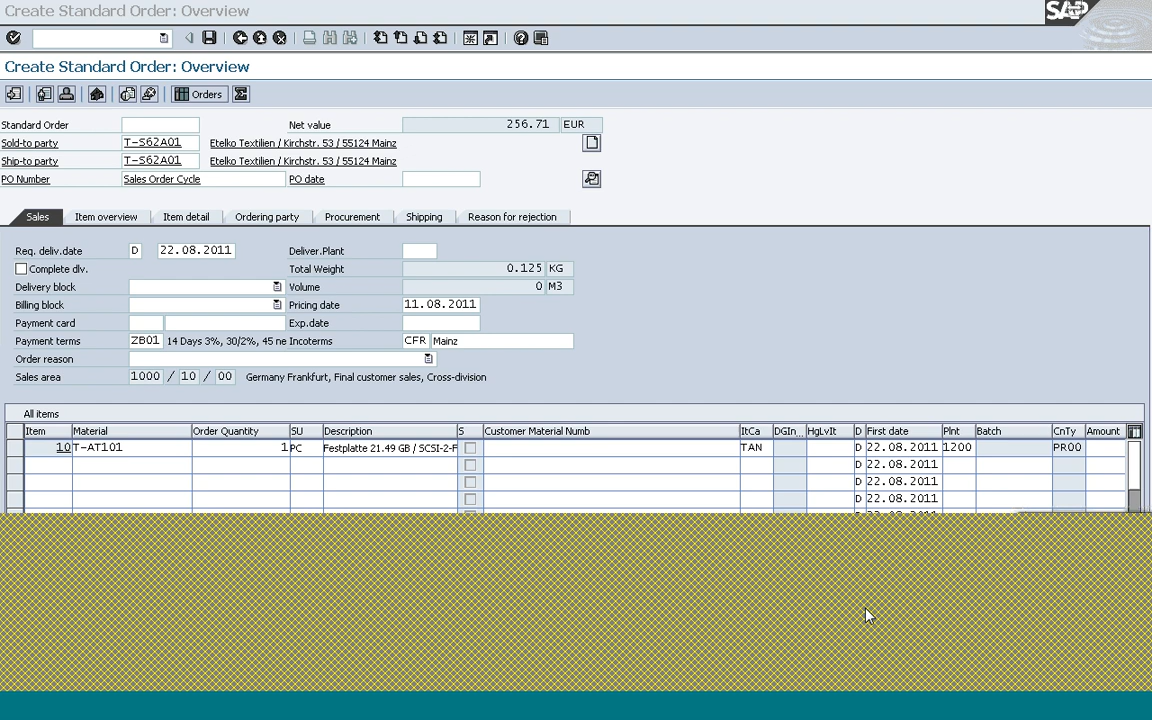 Create Standard Order: Overview
SAP
Create Standard Order: Overview
Orders
Standard Order Net value 256.71 EUR
Sold-to party T-S62A01 Etelko Textilien / Kirchstr. 53 / 55124 Mainz
Ship-to party T-S62A01 Etelko Textilien / Kirchstr. 53 / 55124 Mainz
PO Number Sales Order Cycle PO date
Sales Item overview Item detail Ordering party Procurement Shipping Reason for rejection
Req. deliv.date D 22.08.2011 Deliver.Plant
Complete dlv. Total Weight 0.125 KG
Delivery block Volume 0 M3
Billing block Pricing date 11.08.2011
Payment card Exp.date
Payment terms ZB01 14 Days 3%, 30/2%, 45 ne Incoterms CFR Mainz
Order reason
Sales area 1000 / 10 / 00 Germany Frankfurt, Final customer sales, Cross-division
All items
Item Material Order Quantity SU Description S Customer Material Numb ItCa DGIn... HgLvIt D First date Plnt Batch CnTy Amount
10 T-AT101 1 PC Festplatte 21.49 GB / SCSI-2-F TAN D 22.08.2011 1200 PR00
D 22.08.2011
D 22.08.2011
D 22.08.2011